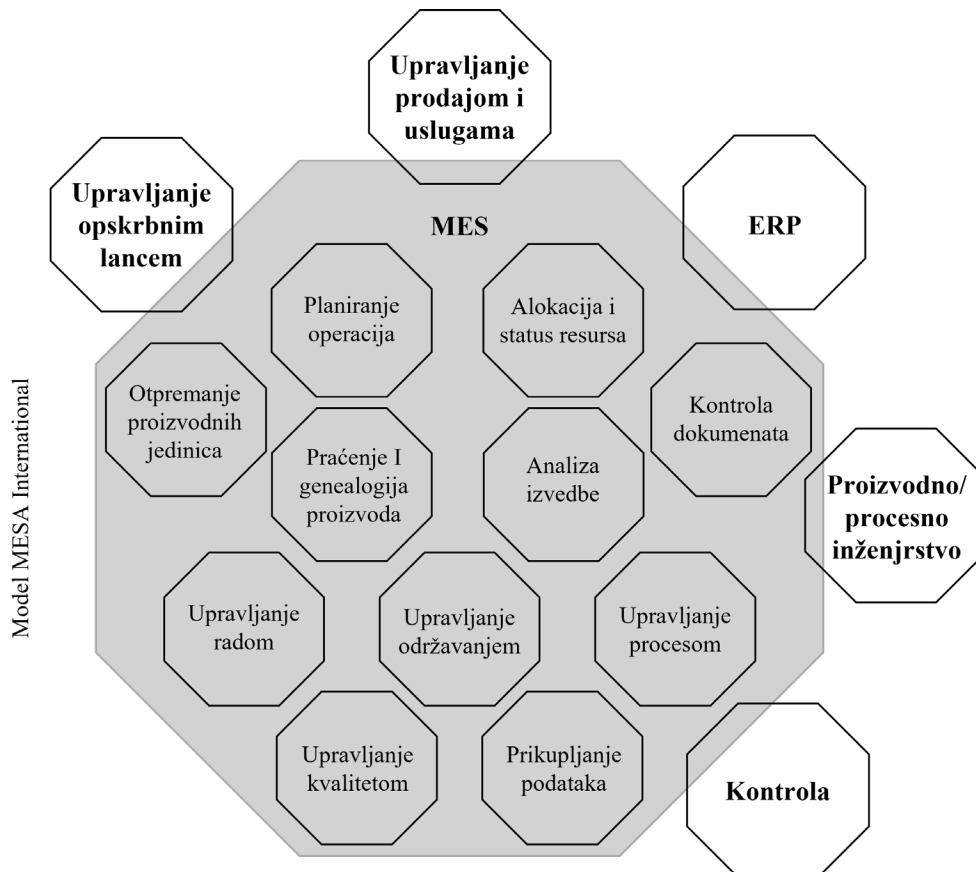 Upravljanje
prodajom i
uslugama
Upravljanje
opskrbnim
lancem
ERP
MES
Planiranje
operacija
Alokacija i
status resursa
Otpremanje
proizvodnih
jedinica
Kontrola
dokumenata
Praćenje I
genealogija
proizvoda
Analiza
izvedbe
Proizvodno/
procesno
inženjrstvo
Model MESA International
Upravljanje
radom
Upravljanje
održavanjem
Upravljanje
procesom
Upravljanje
kvalitetom
Prikupljanje
podataka
Kontrola